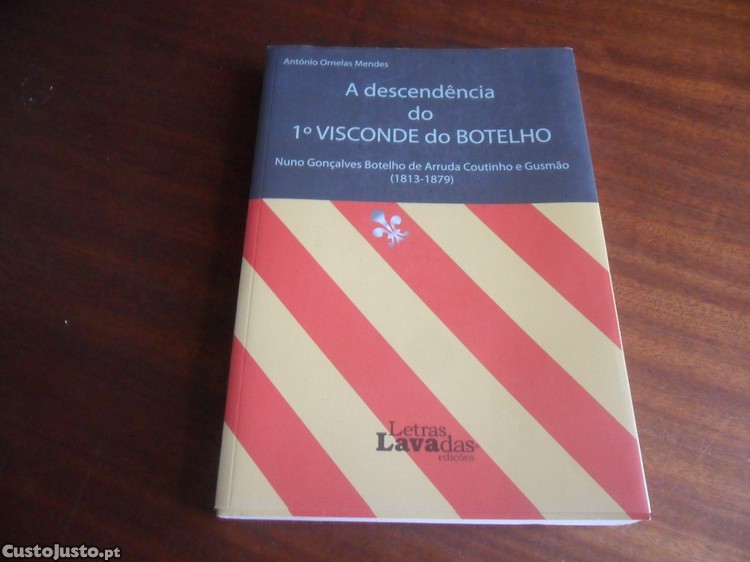 António Ornelas Mendes
A descendência
do
1º VISCONDE do BOTELHO
Nuno Gonçalves Botelho de Arruda Coutinho e Gusmão
(1813-1879)
Letras
Lavadas
edições
CustoJusto.pt